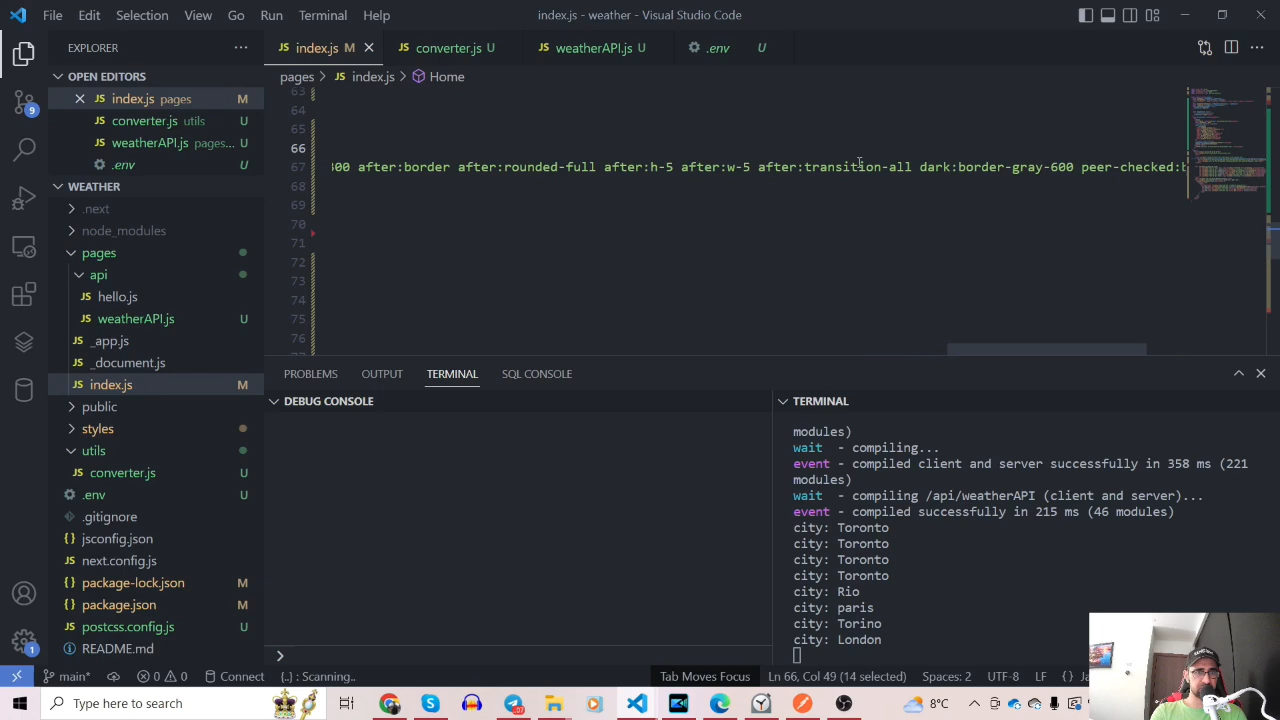 File Edit Selection View Go Run Terminal Help index.js - weather - Visual Studio Code
EXPLORER
index.js M converter.js U weatherAPI.js U .env U
OPEN EDITORS
pages index.js Home
index.js pages M
converter.js utils U
weatherAPI.js pages... U
.env U
WEATHER
.next
node_modules
pages
api
hello.js
weatherAPI.js U
_app.js
_document.js
index.js M
public
styles
utils
converter.js U
.env U
.gitignore
jsconfig.json
next.config.js
package-lock.json M
package.json M
postcss.config.js U
README.md
63
64
65
66
67 300 after:border after:rounded-full after:h-5 after:w-5 after:transition-all dark:border-gray-600 peer-checked:b
68
69
70
71
72
73
74
75
76
PROBLEMS OUTPUT TERMINAL SQL CONSOLE
DEBUG CONSOLE
TERMINAL
modules)
wait - compiling...
event - compiled client and server successfully in 358 ms (221
modules)
wait - compiling /api/weatherAPI (client and server)...
event - compiled successfully in 215 ms (46 modules)
city: Toronto
city: Toronto
city: Toronto
city: Toronto
city: Rio
city: paris
city: Torino
city: London
9
1
main* 0 0 Connect {..} : Scanning.. Tab Moves Focus Ln 66, Col 49 (14 selected) Spaces: 2 UTF-8 LF
Type here to search 8°C